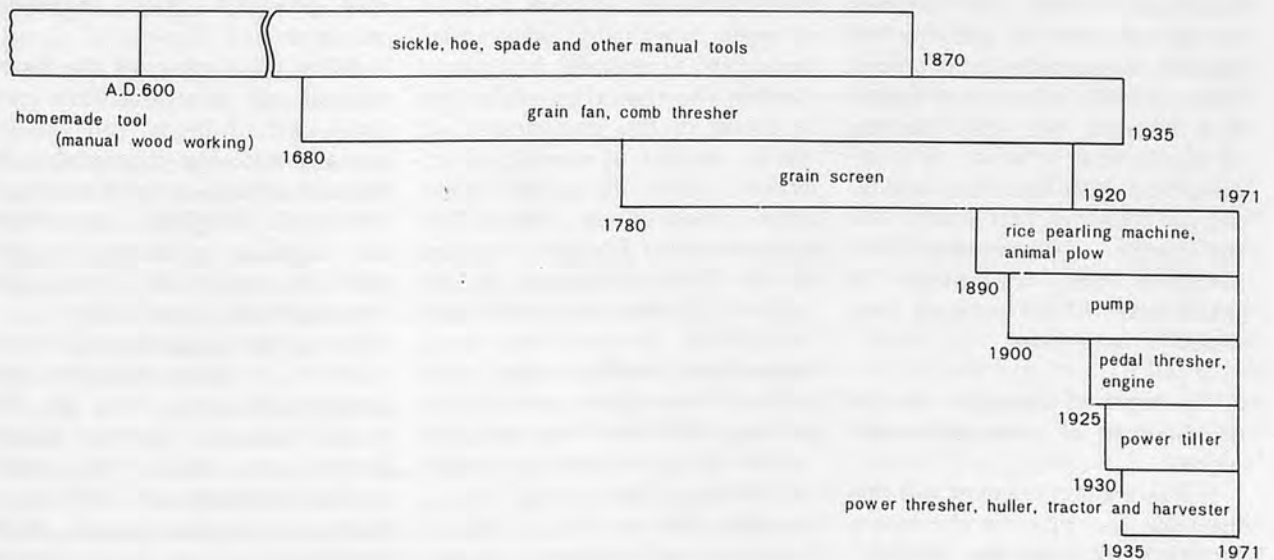 sickle, hoe, spade and other manual tools
1870
A.D.600
homemade tool
(manual wood working)
grain fan, comb thresher
1680
1935
grain screen
1780
1920
1971
rice pearling machine,
animal plow
1890
pump
1900
pedal thresher,
engine
1925
power tiller
1930
power thresher, huller, tractor and harvester
1935
1971